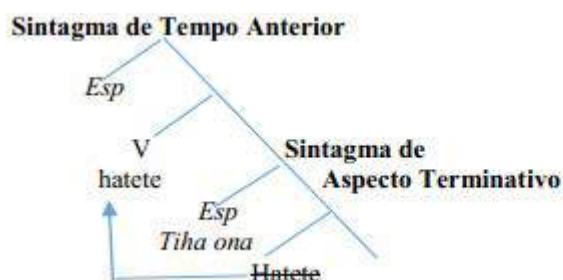 Sintagma de Tempo Anterior
Esp
V
hatete
Sintagma de
Aspecto Terminativo
Esp
Tiha ona
Hatete